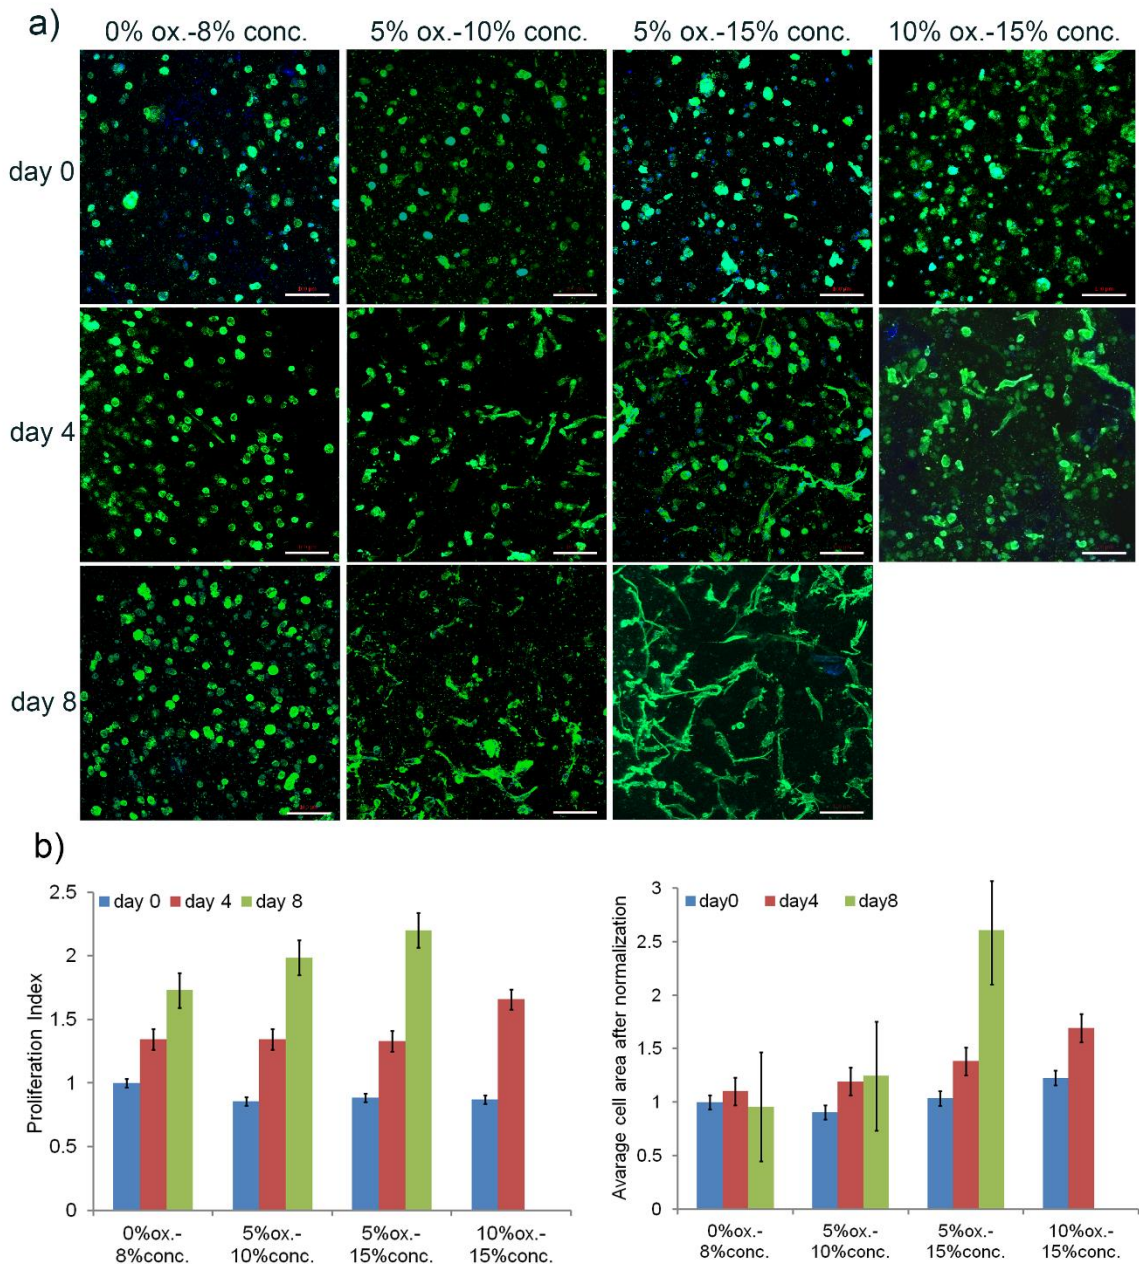 a)
0% ox.-8% conc. 5% ox.-10% conc. 5% ox.-15% conc. 10% ox.-15% conc.
day 0
day 4
day 8
b)
2.5
2
1.5
1
0.5
0
Proliferation Index
day 0 day 4 day 8
0%ox.- 5%ox.- 5%ox.- 10%ox.-
8%conc. 10%conc. 15%conc. 15%conc.
3
2.5
2
1.5
1
0.5
0
Avarage cell area after normalization
day0 day4 day8
0%ox.- 5%ox.- 5%ox.- 10%ox.-
8%conc. 10%conc. 15%conc. 15%conc.